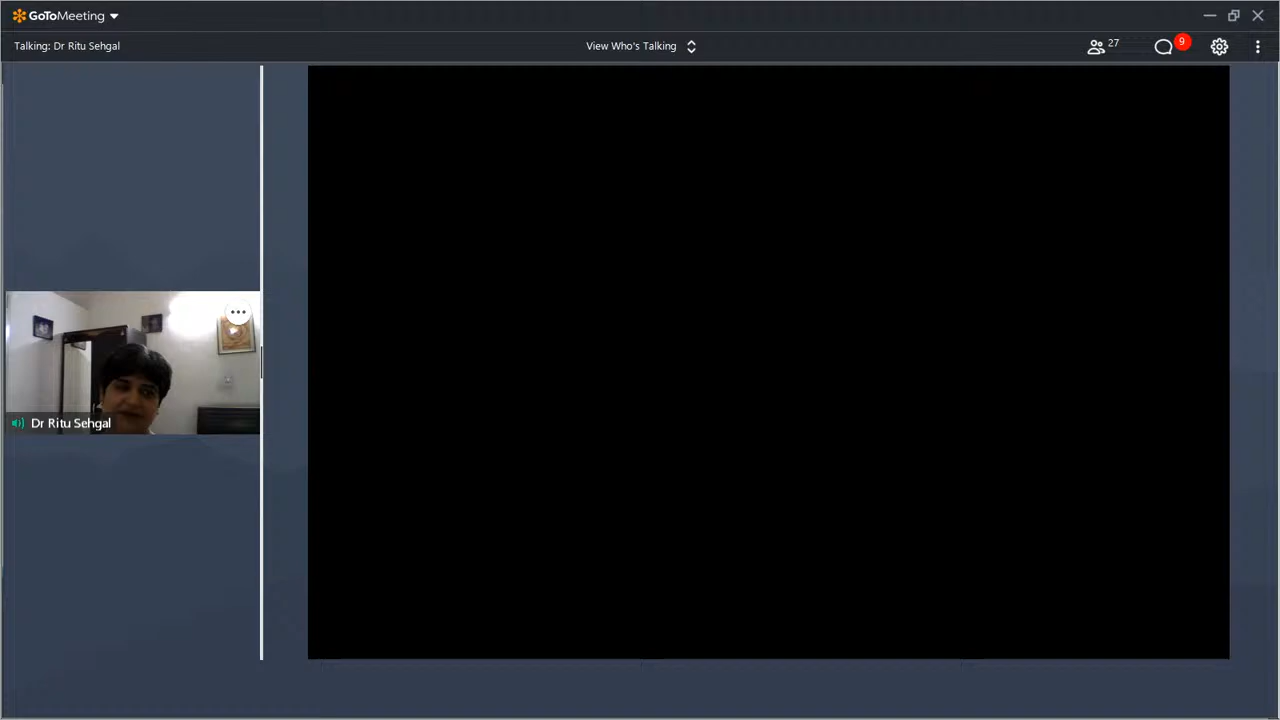 GoToMeeting
Talking: Dr Ritu Sehgal
View Who's Talking
27
9
Dr Ritu Sehgal